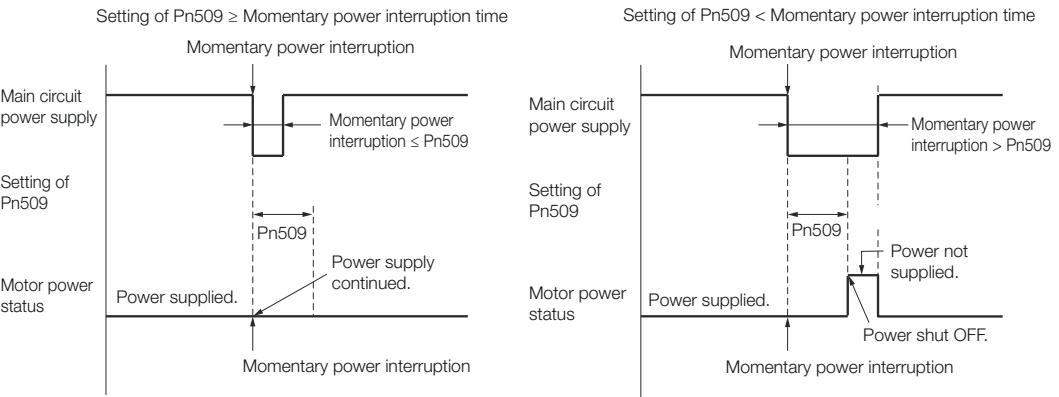 Setting of Pn509 ≥ Momentary power interruption time
Momentary power interruption
Main circuit
power supply
Momentary power
interruption ≤ Pn509
Setting of
Pn509
Pn509
Power supply
continued.
Motor power
status
Power supplied.
Momentary power interruption
Setting of Pn509 < Momentary power interruption time
Momentary power interruption
Main circuit
power supply
Momentary power
interruption > Pn509
Setting of
Pn509
Pn509
Power not
supplied.
Motor power
status
Power supplied.
Power shut OFF.
Momentary power interruption